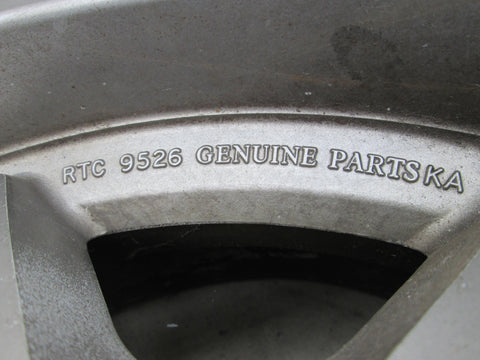 RTC 9526 GENUINE PARTS KA